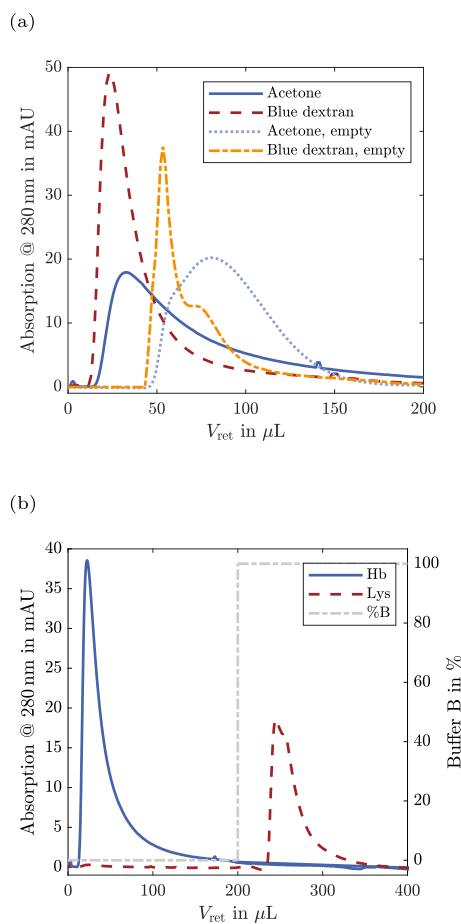 (a)
50
40
30
20
10
0
Absorption @ 280 nm in mAU
Acetone
Blue dextran
Acetone, empty
Blue dextran, empty
0 50 100 150 200
V_ret in μL
(b)
40
35
30
25
20
15
10
5
0
Absorption @ 280 nm in mAU
Hb
Lys
%B
100
80
60
40
20
0
Buffer B in %
0 100 200 300 400
V_ret in μL